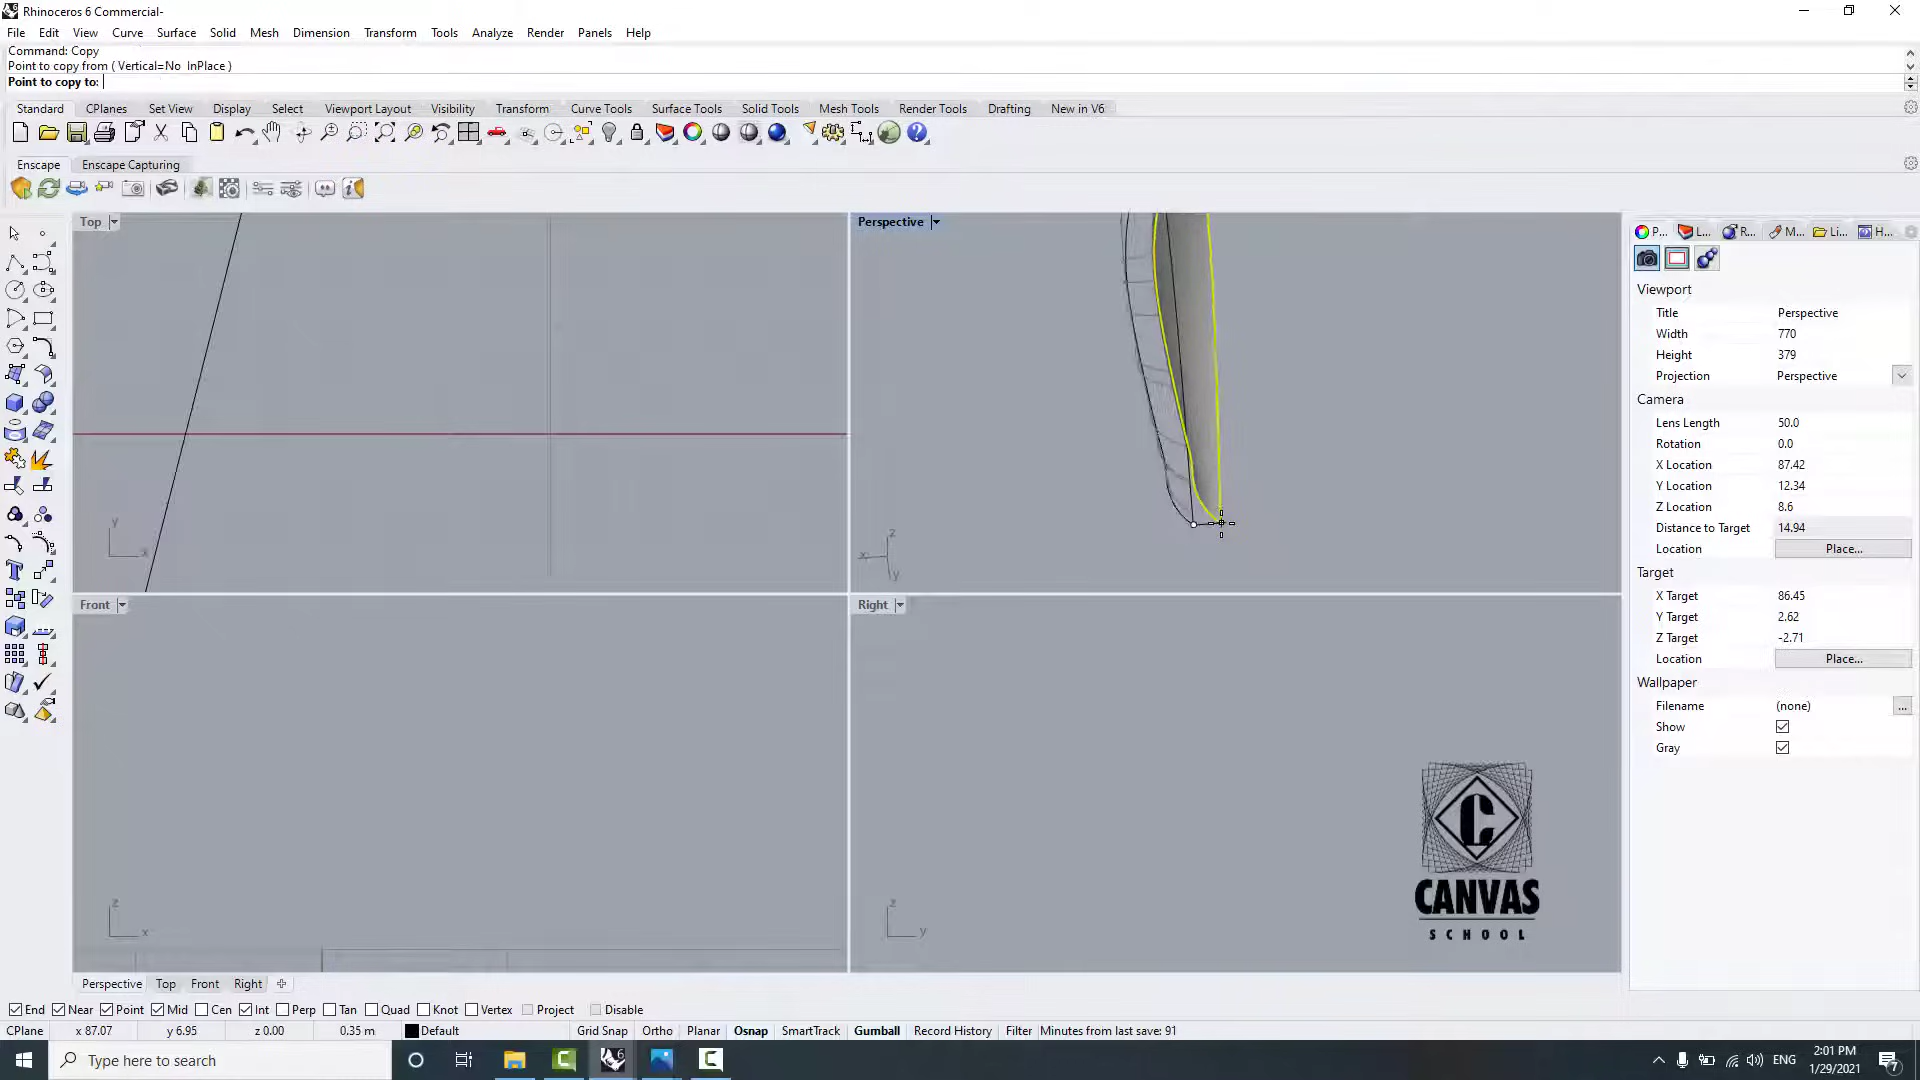 Rhinoceros 6 Commercial-
File Edit View Curve Surface Solid Mesh Dimension Transform Tools Analyze Render Panels Help
Command: Copy
Point to copy from ( Vertical=No InPlace )
Point to copy to:
Standard CPlanes Set View Display Select Viewport Layout Visibility Transform Curve Tools Surface Tools Solid Tools Mesh Tools Render Tools Drafting New in V6
Enscape Enscape Capturing
Top
Perspective
P... L... R... M... Li... H...
Viewport
Title Perspective
Width 770
Height 379
Projection Perspective
Camera
Lens Length 50.0
Rotation 0.0
X Location 87.42
Y Location 12.34
Z Location 8.6
Distance to Target 14.94
Location Place...
Target
X Target 86.45
Y Target 2.62
Z Target -2.71
Location Place...
Wallpaper
Filename (none) ...
Show
Gray
y
x
z
x
y
Front
Right
z
x
z
y
C
CANVAS
SCHOOL
Perspective Top Front Right
End Near Point Mid Cen Int Perp Tan Quad Knot Vertex Project Disable
CPlane x 87.07 y 6.95 z 0.00 0.35 m Default Grid Snap Ortho Planar Osnap SmartTrack Gumball Record History Filter Minutes from last save: 91
Type here to search
ENG
2:01 PM
1/29/2021